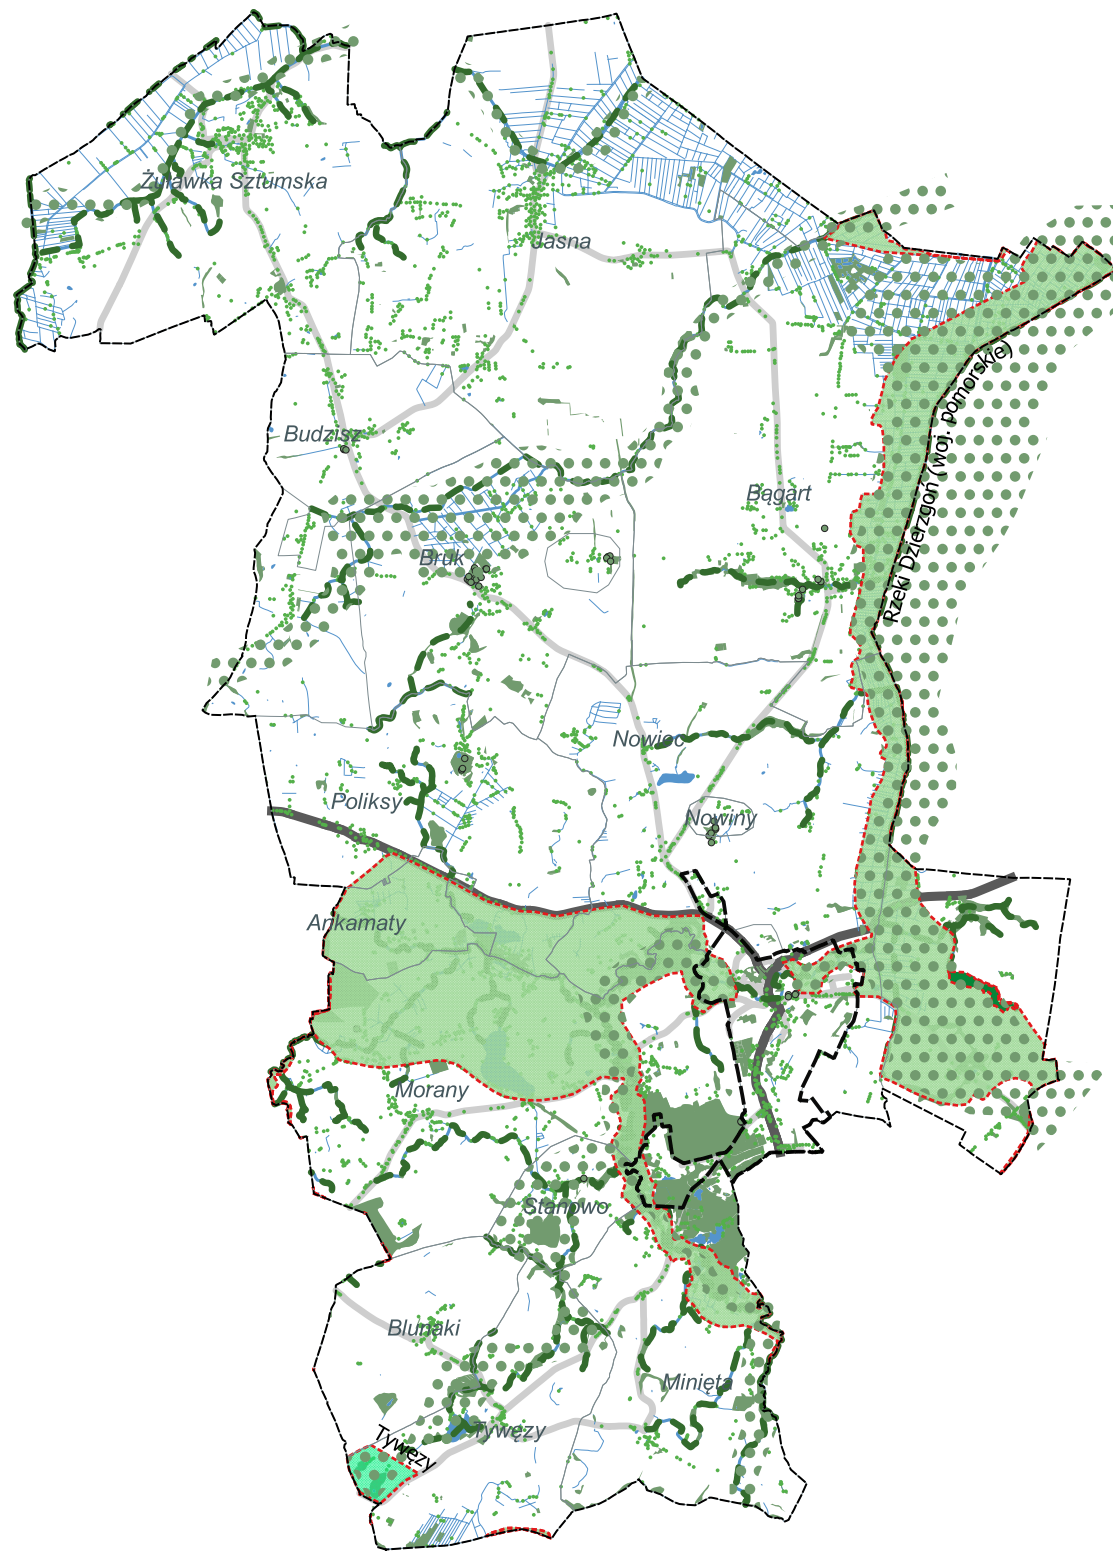 Żuławka Sztumska
Jasna
Rzeki Dzierzgoń (woj. pomorskie)
Budzisz
Bągart
Bruk
Nowiec
Poliksy
Nowiny
Ankamaty
Morany
Stanowo
Blunaki
Minięta
Tywęzy
Tywęzy